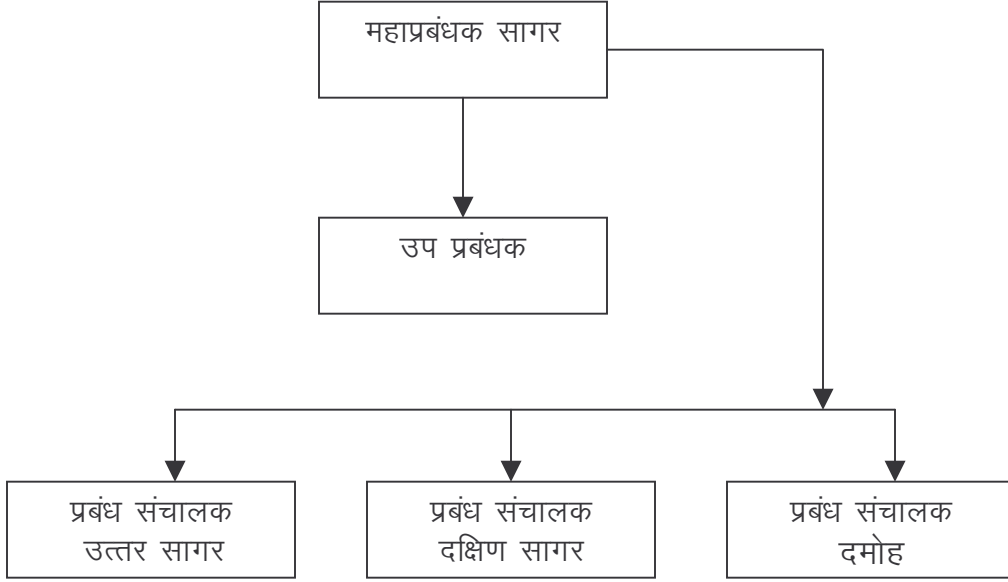 महाप्रबंधक सागर
उप प्रबंधक
प्रबंध संचालक
उत्तर सागर
प्रबंध संचालक
दक्षिण सागर
प्रबंध संचालक
दमोह